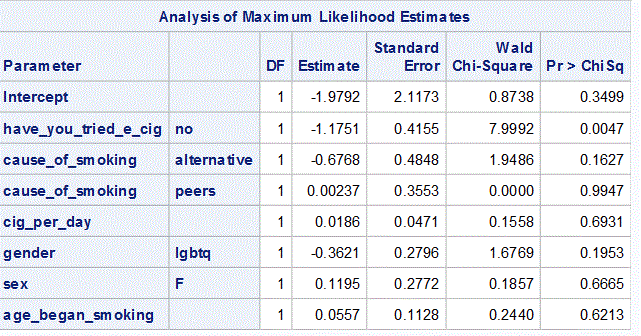 Analysis of Maximum Likelihood Estimates
Parameter DF Estimate Standard Error Wald Chi-Square Pr > ChiSq
Intercept 1 -1.9792 2.1173 0.8738 0.3499
have_you_tried_e_cig no 1 -1.1751 0.4155 7.9992 0.0047
cause_of_smoking alternative 1 -0.6768 0.4848 1.9486 0.1627
cause_of_smoking peers 1 0.00237 0.3553 0.0000 0.9947
cig_per_day 1 0.0186 0.0471 0.1558 0.6931
gender lgbtq 1 -0.3621 0.2796 1.6769 0.1953
sex F 1 0.1195 0.2772 0.1857 0.6665
age_began_smoking 1 0.0557 0.1128 0.2440 0.6213